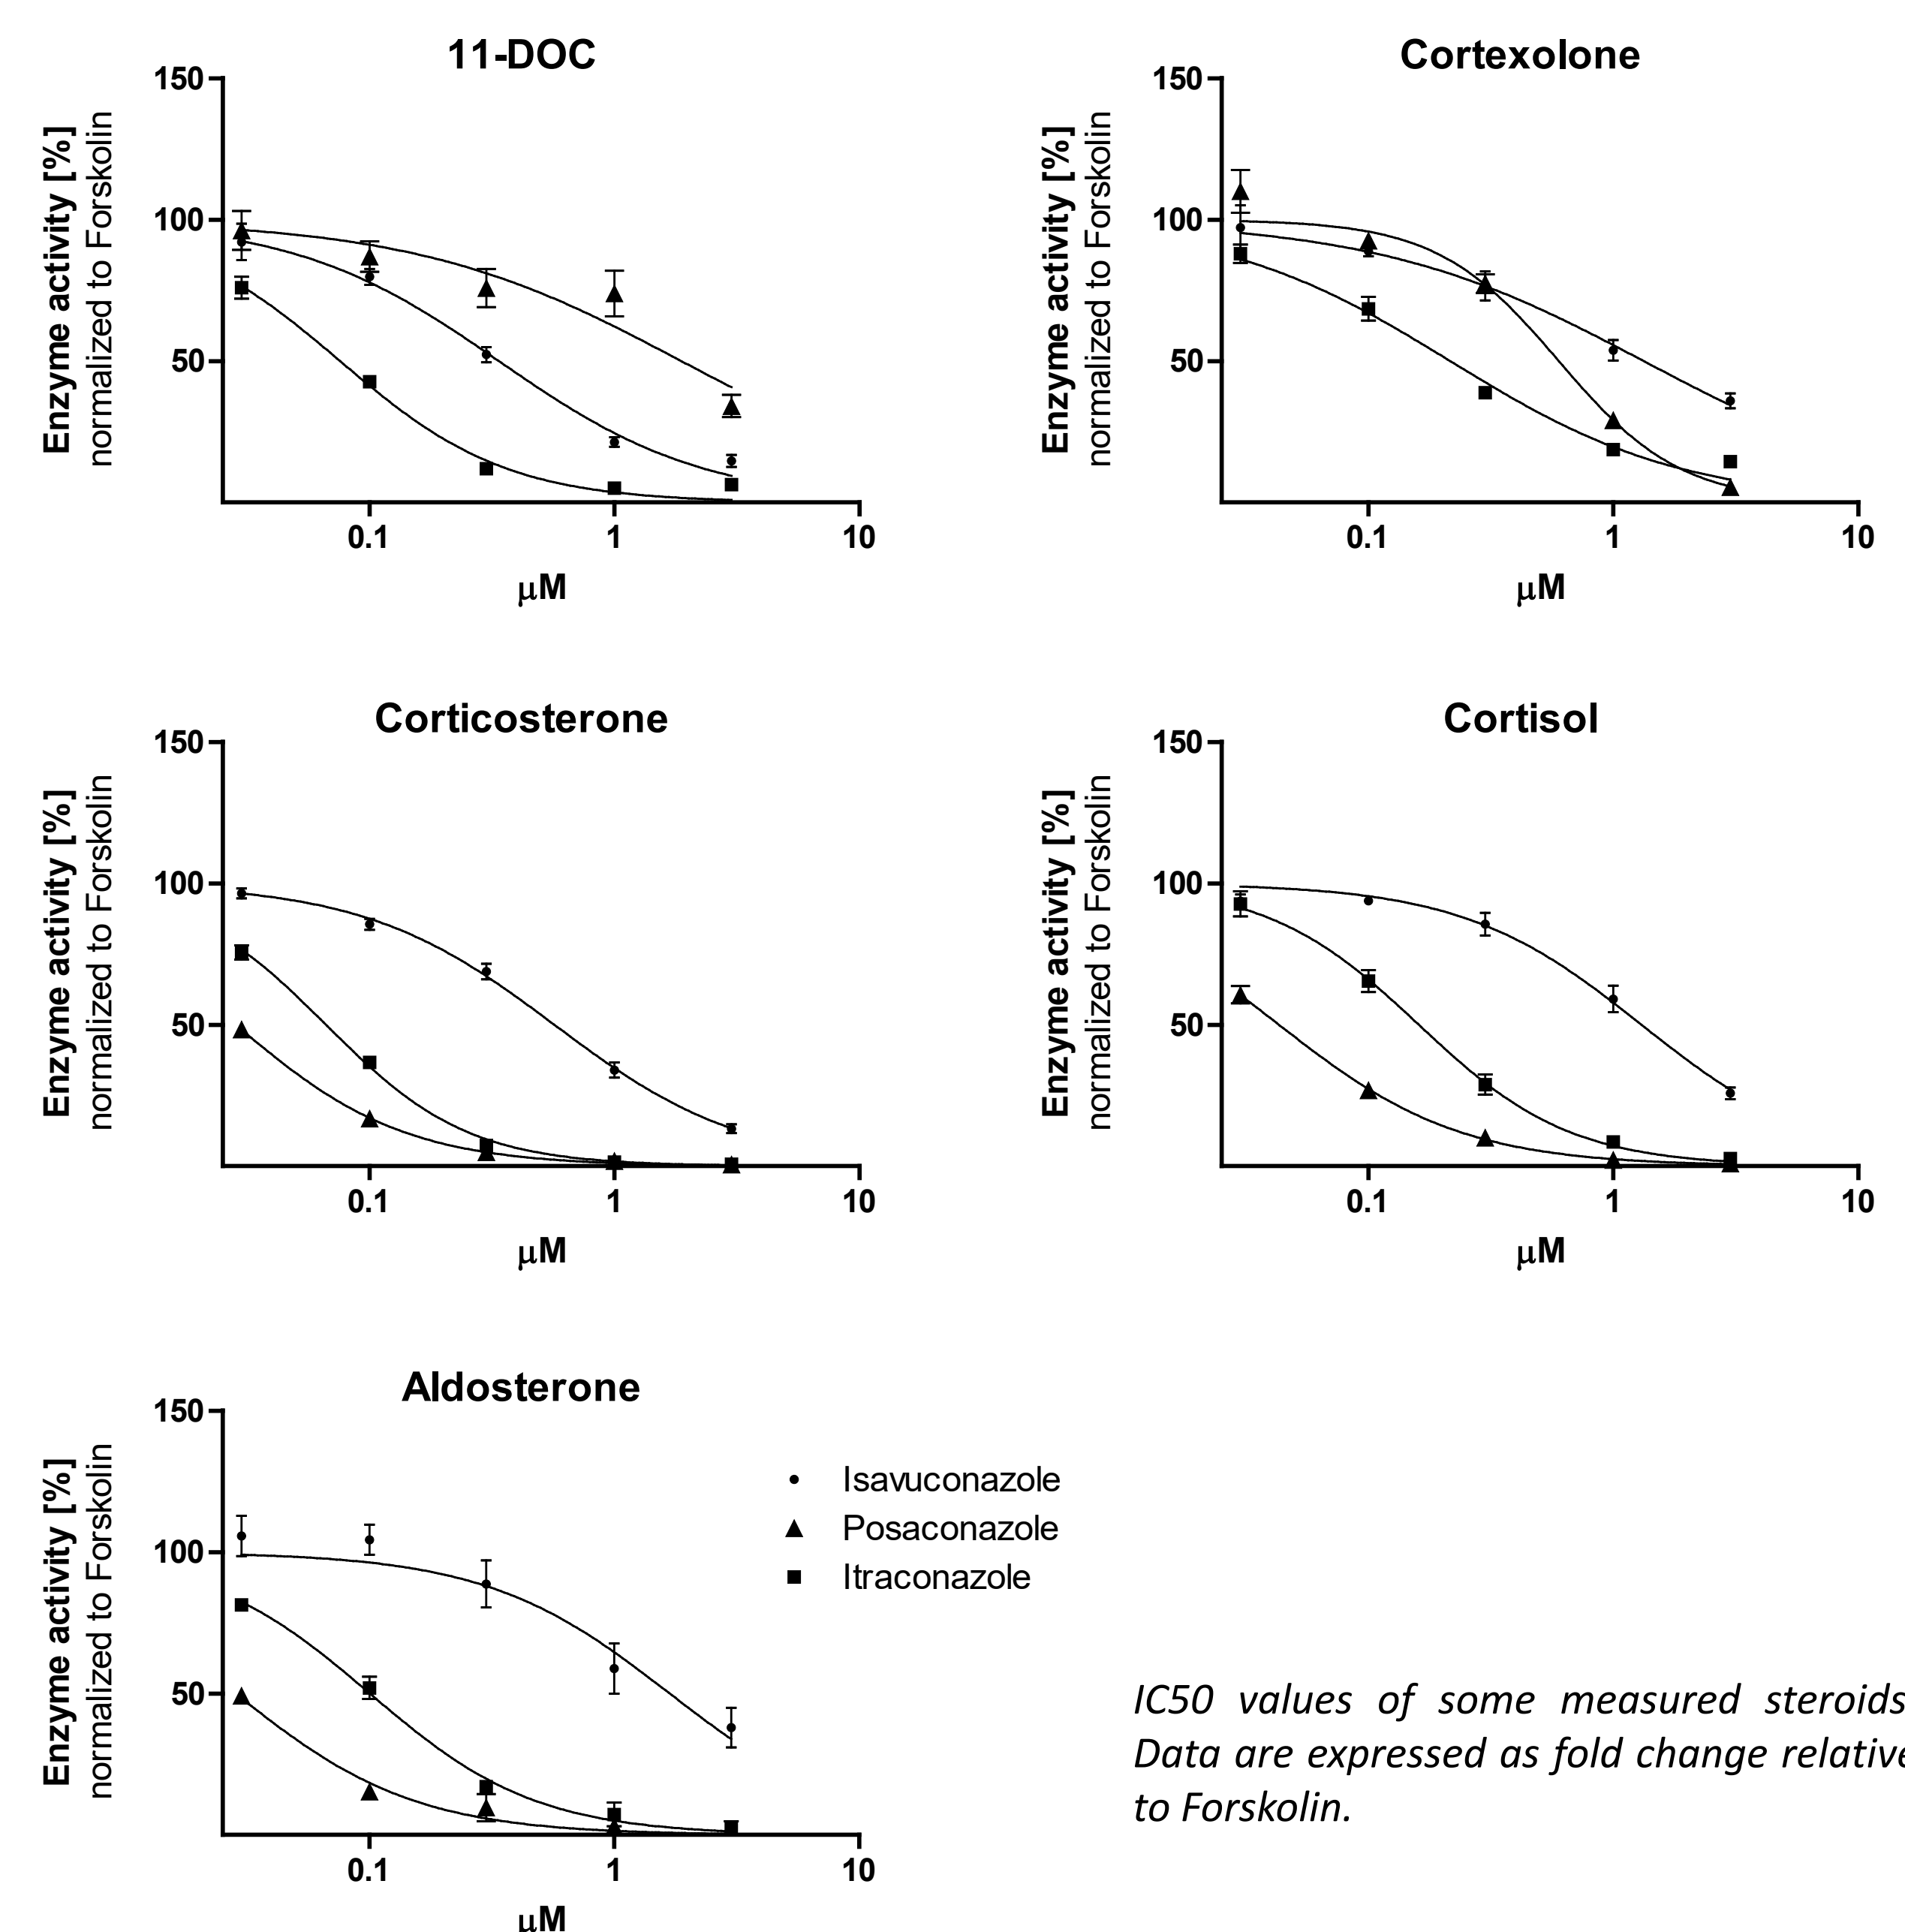 11-DOC
150
100
50
Enzyme activity [%]
normalized to Forskolin
0.1 1 10
μM
Cortexolone
150
100
50
Enzyme activity [%]
normalized to Forskolin
0.1 1 10
μM
Corticosterone
150
100
50
Enzyme activity [%]
normalized to Forskolin
0.1 1 10
μM
Cortisol
150
100
50
Enzyme activity [%]
normalized to Forskolin
0.1 1 10
μM
Aldosterone
150
100
50
Enzyme activity [%]
normalized to Forskolin
0.1 1 10
μM
Isavuconazole
Posaconazole
Itraconazole
IC50 values of some measured steroids
Data are expressed as fold change relative
to Forskolin.